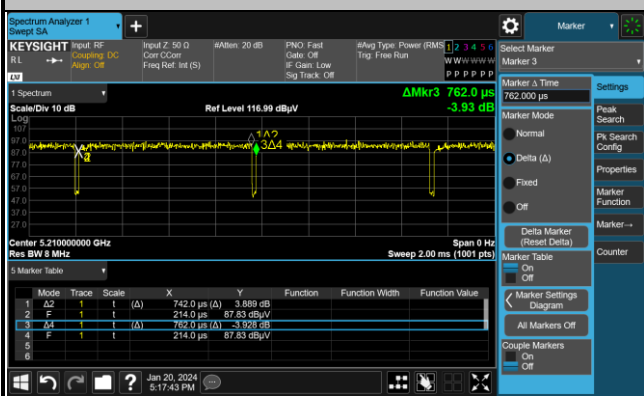 Spectrum Analyzer 1
Swept SA
Marker
KEYSIGHT Input: RF Input Z: 50 Ω #Atten: 20 dB PNO: Fast #Avg Type: Power (RMS 1 2 3 4 5 6
RL Coupling: DC Corr CCorr Gate: Off Trig: Free Run W W W W W W
Align: Off Freq Ref: Int (S) IF Gain: Low P P P P P P
Sig Track: Off
LXI
Select Marker
Marker 3
1 Spectrum
ΔMkr3 762.0 µs
Scale/Div 10 dB Ref Level 116.99 dBµV -3.93 dB
Log
107
97.0
87.0
77.0
67.0
57.0
47.0
37.0
27.0
1Δ2
3Δ4
Center 5.210000000 GHz Span 0 Hz
Res BW 8 MHz Sweep 2.00 ms (1001 pts)
5 Marker Table
Mode Trace Scale X Y Function Function Width Function Value
1 Δ2 1 t (Δ) 742.0 µs (Δ) 3.889 dB
2 F 1 t 214.0 µs 87.83 dBµV
3 Δ4 1 t (Δ) 762.0 µs (Δ) -3.928 dB
4 F 1 t 214.0 µs 87.83 dBµV
5
6
Marker Δ Time
762.000 µs
Marker Mode
Normal
Delta (Δ)
Fixed
Off
Delta Marker
(Reset Delta)
Marker Table
On
Off
Marker Settings
Diagram
All Markers Off
Couple Markers
On
Off
Settings
Peak
Search
Pk Search
Config
Properties
Marker
Function
Marker→
Counter
?
Jan 20, 2024
5:17:43 PM